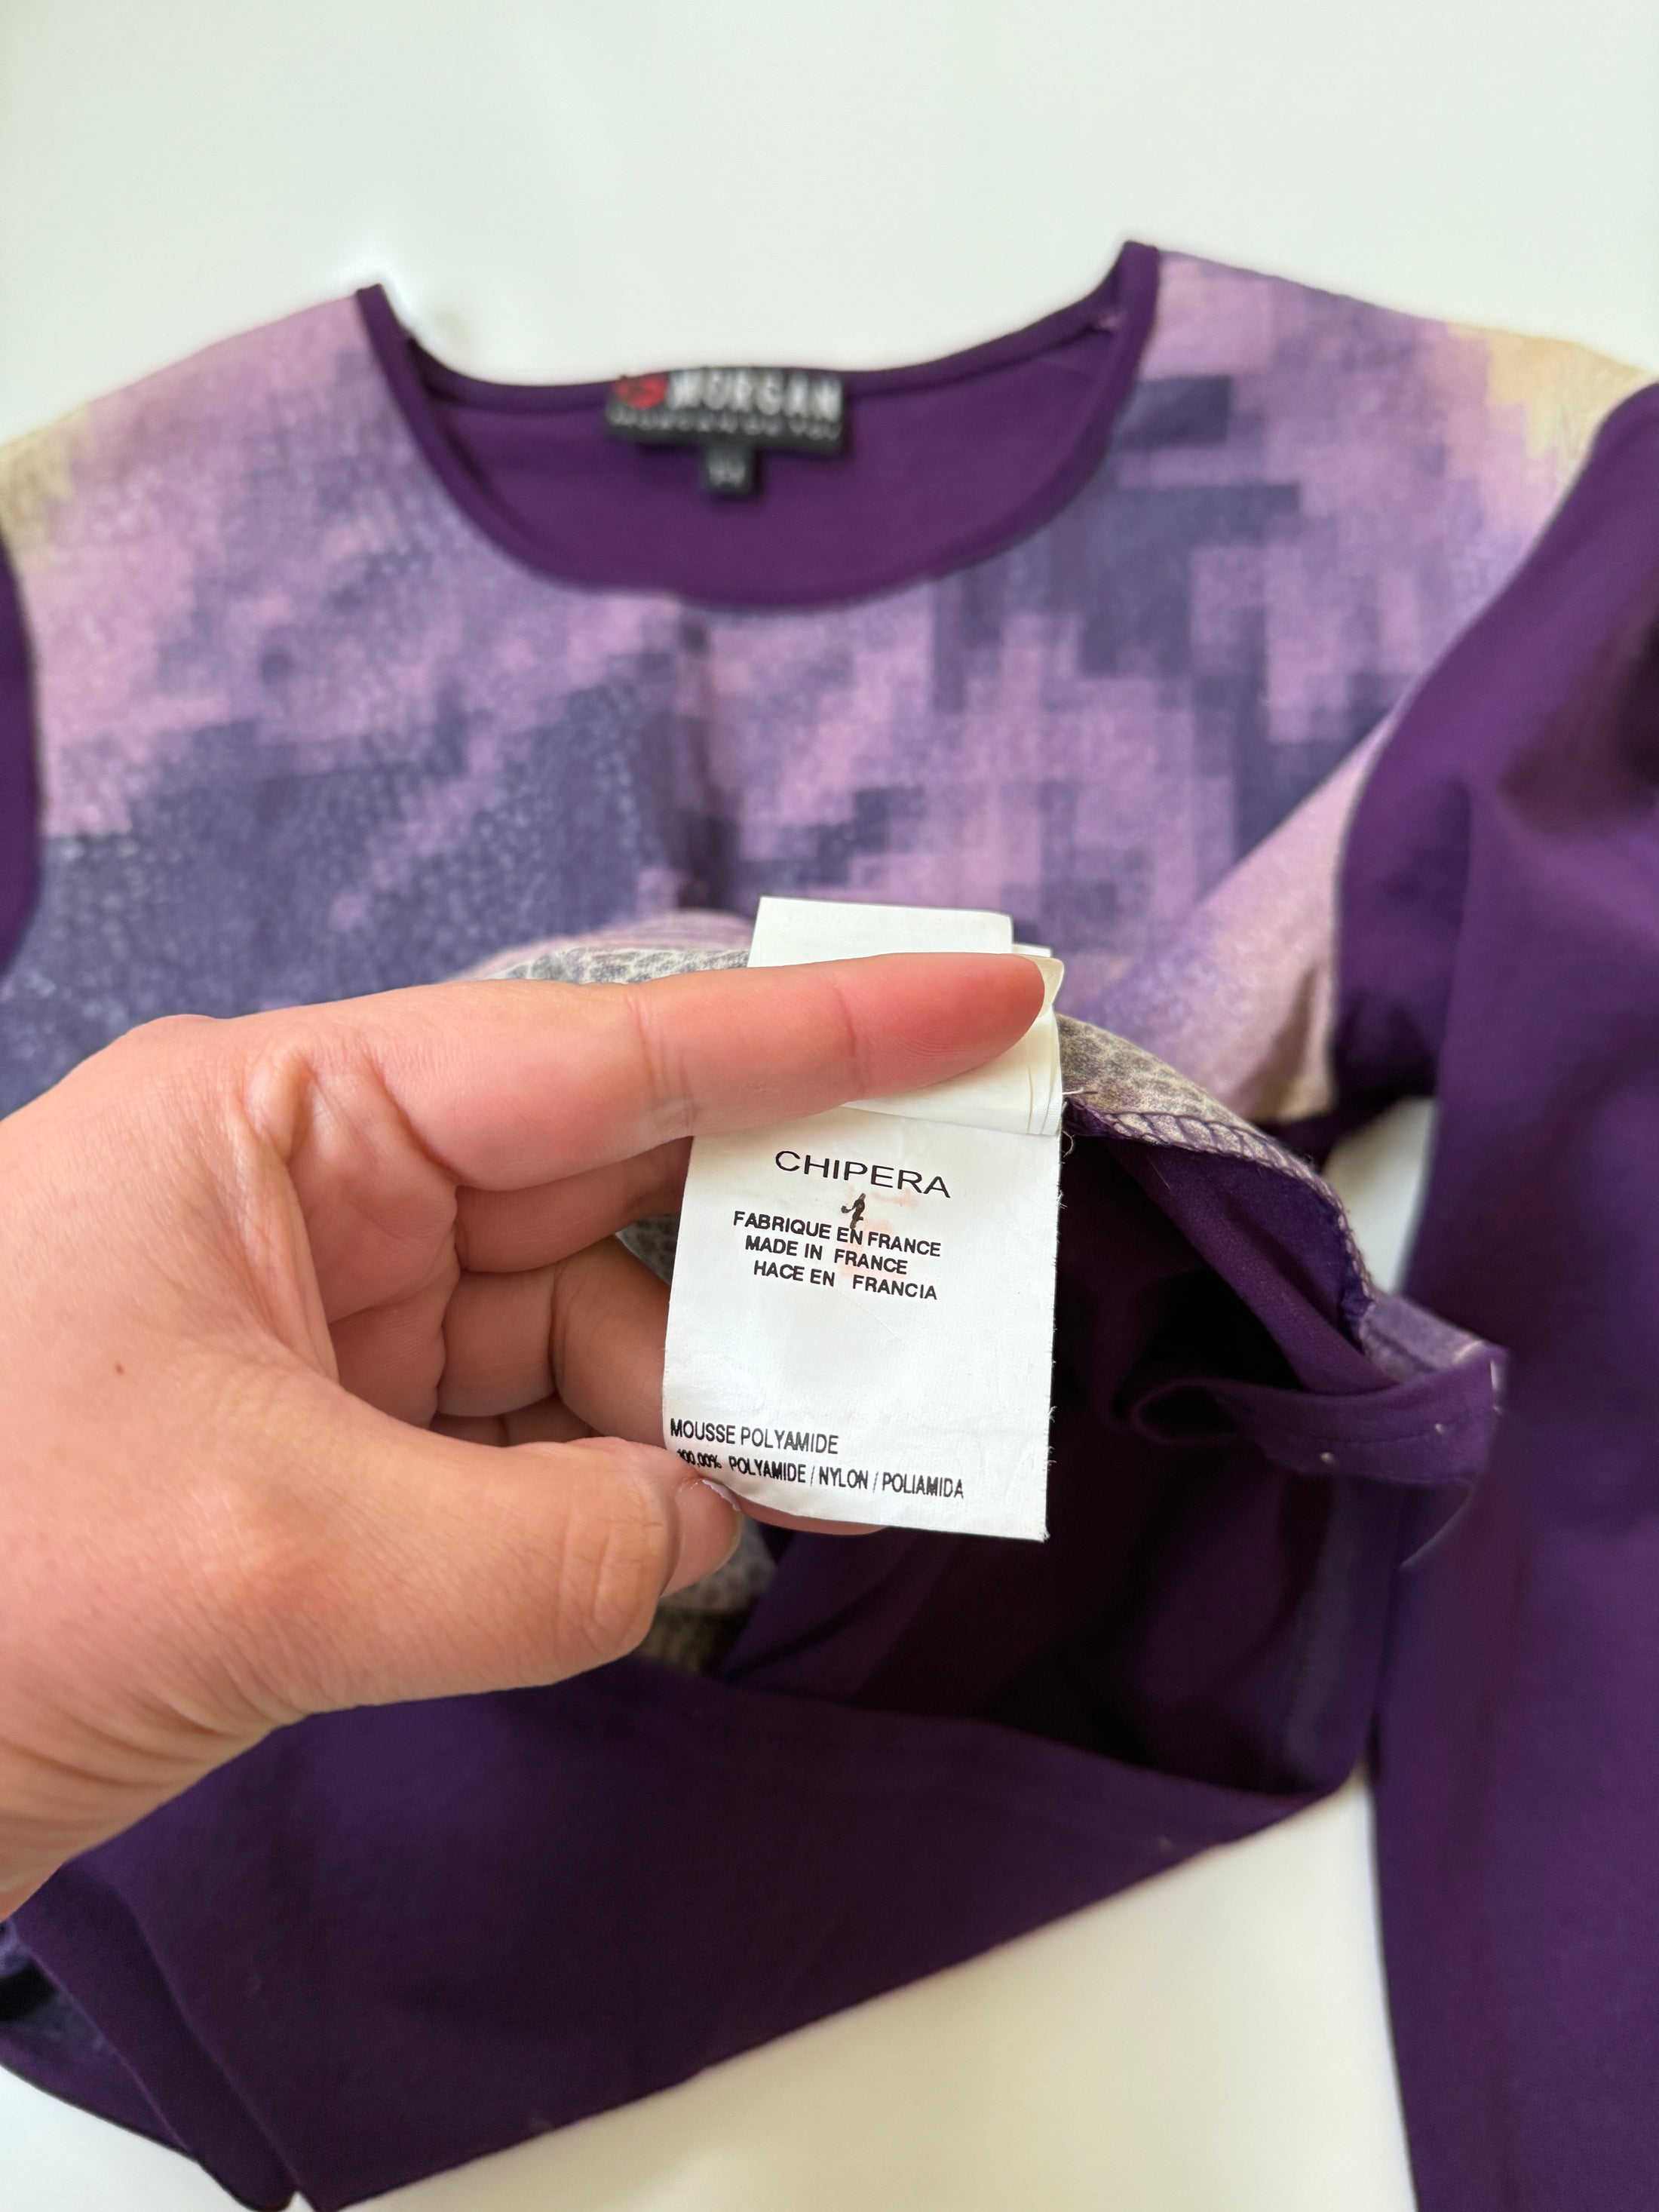 MORGAN
CHIPERA
FABRIQUE EN FRANCE
MADE IN FRANCE
HACE EN FRANCIA
MOUSSE POLYAMIDE
100,00% POLYAMIDE / NYLON / POLIAMIDA